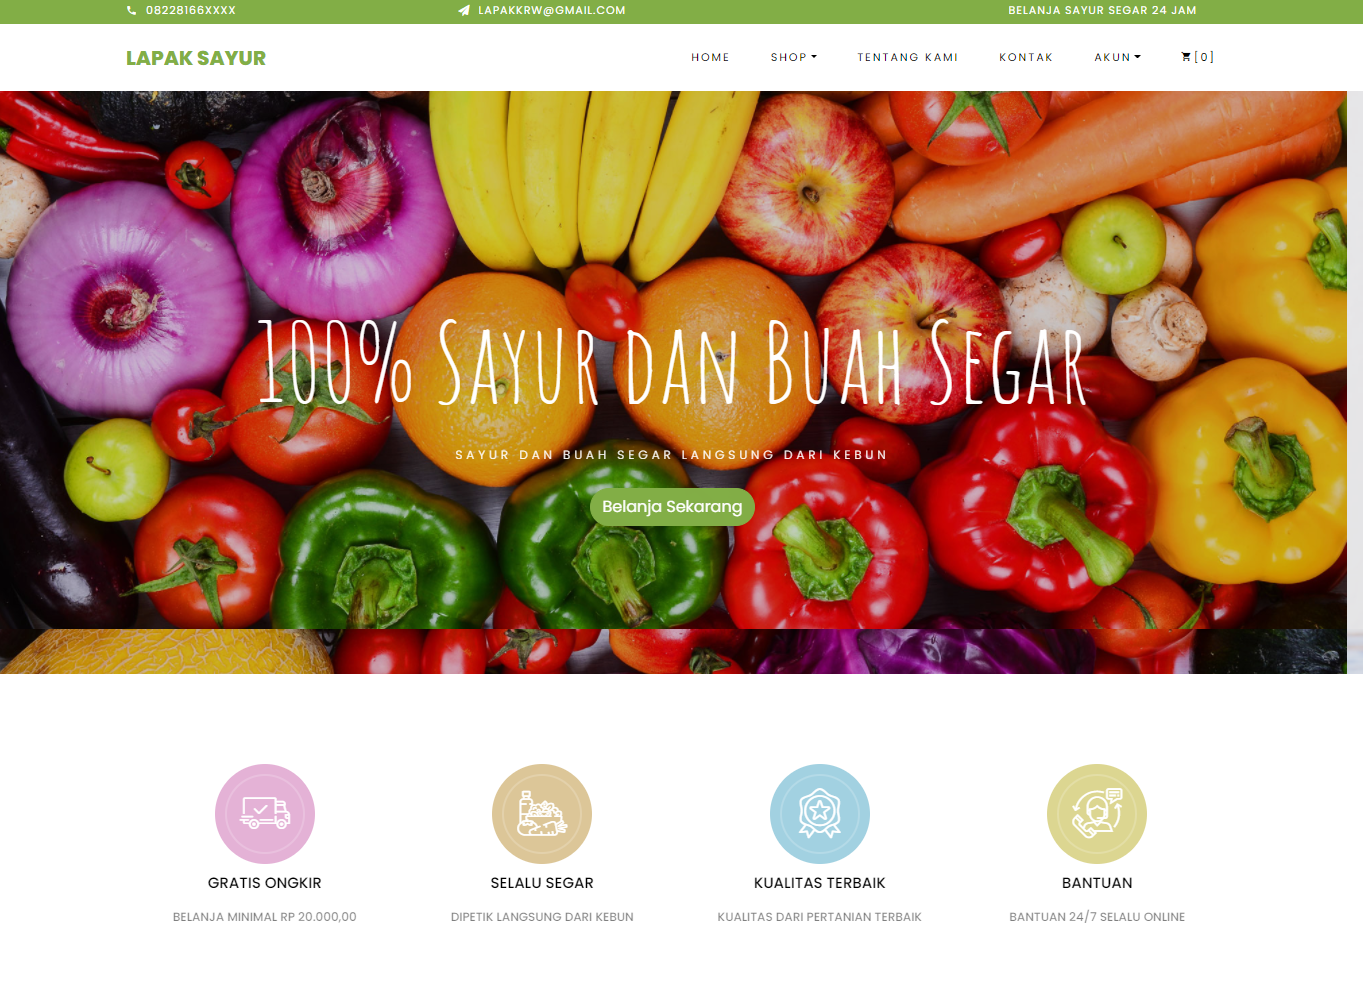 08228166XXXX
LAPAKKRW@GMAIL.COM
BELANJA SAYUR SEGAR 24 JAM
LAPAK SAYUR
HOME
SHOP
TENTANG KAMI
KONTAK
AKUN
[0]
100% Sayur dan Buah Segar
SAYUR DAN BUAH SEGAR LANGSUNG DARI KEBUN
Belanja Sekarang
GRATIS ONGKIR
BELANJA MINIMAL RP 20.000,00
SELALU SEGAR
DIPETIK LANGSUNG DARI KEBUN
KUALITAS TERBAIK
KUALITAS DARI PERTANIAN TERBAIK
BANTUAN
BANTUAN 24/7 SELALU ONLINE